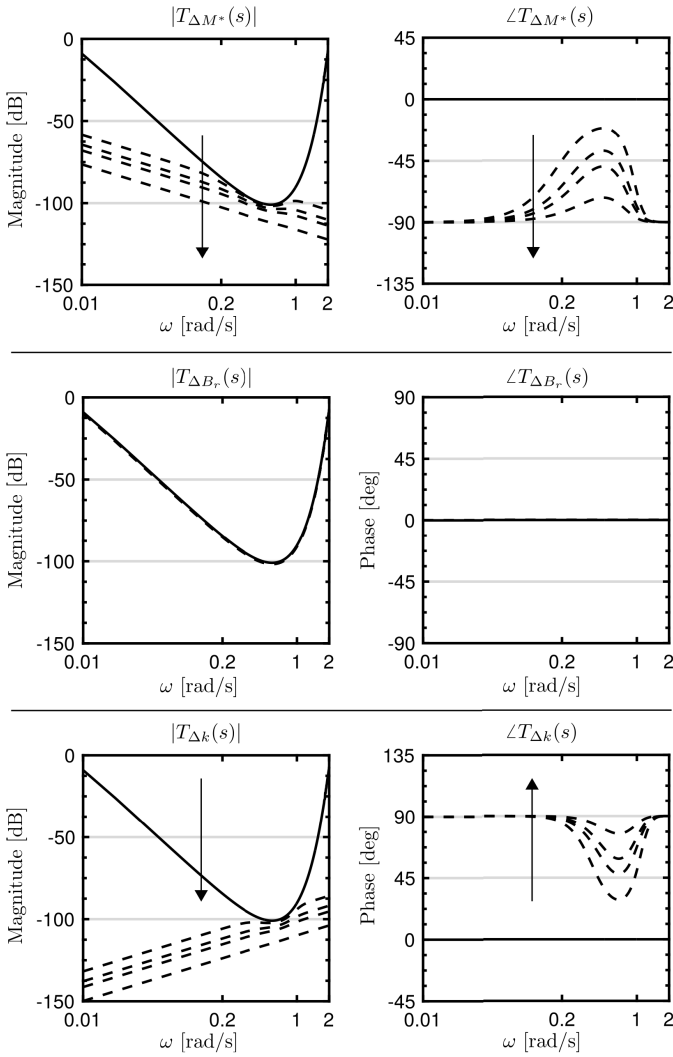 |T_{ΔM*}(s)| ∠T_{ΔM*}(s)
0 45
0
-50 -45
Magnitude [dB]
-100 -90
-150 -135
0.01 0.2 1 2 0.01 0.2 1 2
ω [rad/s] ω [rad/s]
|T_{ΔB_r}(s)| ∠T_{ΔB_r}(s)
0 90
-50 45
Magnitude [dB] Phase [deg]
0
-100 -45
-150 -90
0.01 0.2 1 2 0.01 0.2 1 2
ω [rad/s] ω [rad/s]
|T_{Δk}(s)| ∠T_{Δk}(s)
0 135
-50 90
Magnitude [dB] Phase [deg]
45
-100 0
-150 -45
0.01 0.2 1 2 0.01 0.2 1 2
ω [rad/s] ω [rad/s]